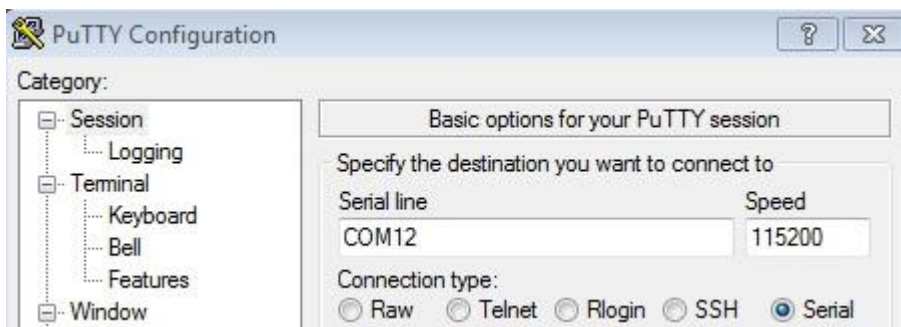 PuTTY Configuration
Category:
Session
Logging
Terminal
Keyboard
Bell
Features
Window
Basic options for your PuTTY session
Specify the destination you want to connect to
Serial line Speed
COM12 115200
Connection type:
Raw Telnet Rlogin SSH Serial